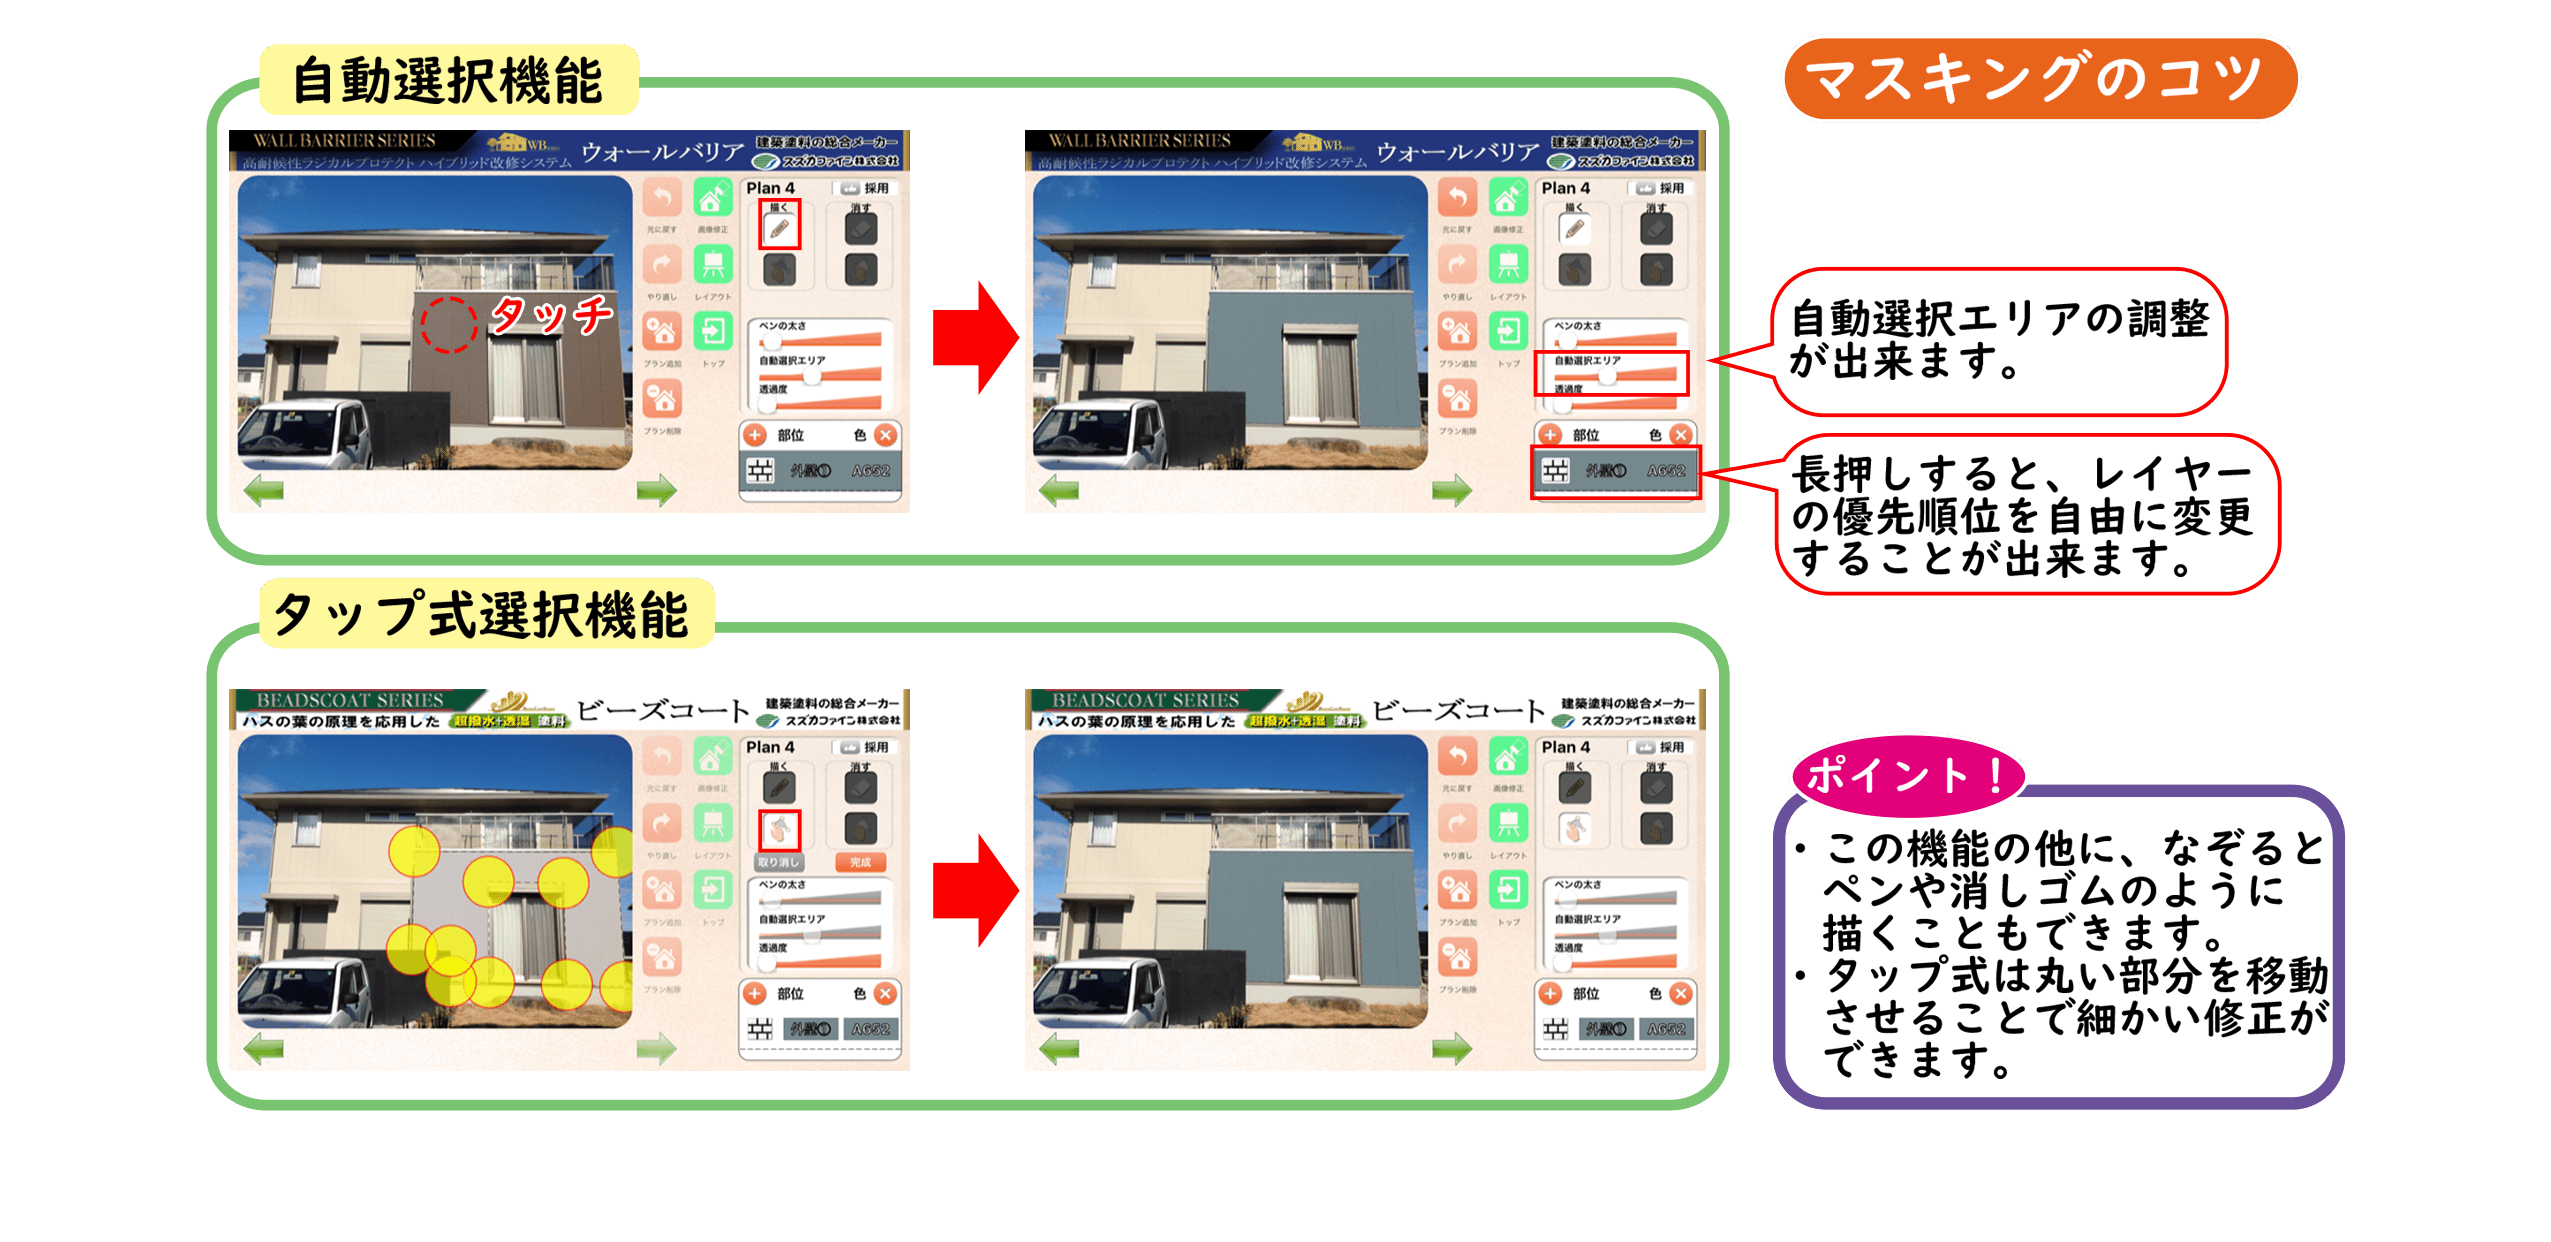 自動選択機能
マスキングのコツ
WALL BARRIER SERIES
高耐候性ラジカルプロテクト ハイブリッド改修システム
WB
ウォールバリア
建築塗料の総合メーカー
スズカファイン株式会社
Plan 4
採用
描く
消す
元に戻す
画像修正
やり直し
レイアウト
タッチ
ペンの太さ
自動選択エリア
プラン追加
トップ
透過度
プラン削除
部位
色
外壁①
AG52
WALL BARRIER SERIES
高耐候性ラジカルプロテクト ハイブリッド改修システム
WB
ウォールバリア
建築塗料の総合メーカー
スズカファイン株式会社
Plan 4
採用
描く
消す
元に戻す
画像修正
やり直し
レイアウト
ペンの太さ
自動選択エリア
プラン追加
トップ
透過度
プラン削除
部位
色
外壁①
AG52
自動選択エリアの調整
が出来ます。
長押しすると、レイヤー
の優先順位を自由に変更
することが出来ます。
タップ式選択機能
BEADSCOAT SERIES
ハスの葉の原理を応用した 超撥水+透湿 塗料
ビーズコート
建築塗料の総合メーカー
スズカファイン株式会社
Plan 4
採用
描く
消す
元に戻す
画像修正
やり直し
レイアウト
取り消し
完成
ペンの太さ
自動選択エリア
プラン追加
トップ
透過度
プラン削除
部位
色
外壁①
AG52
BEADSCOAT SERIES
ハスの葉の原理を応用した 超撥水+透湿 塗料
ビーズコート
建築塗料の総合メーカー
スズカファイン株式会社
Plan 4
採用
描く
消す
元に戻す
画像修正
やり直し
レイアウト
ペンの太さ
自動選択エリア
プラン追加
トップ
透過度
プラン削除
部位
色
外壁①
AG52
ポイント！
・この機能の他に、なぞると
ペンや消しゴムのように
描くこともできます。
・タップ式は丸い部分を移動
させることで細かい修正が
できます。